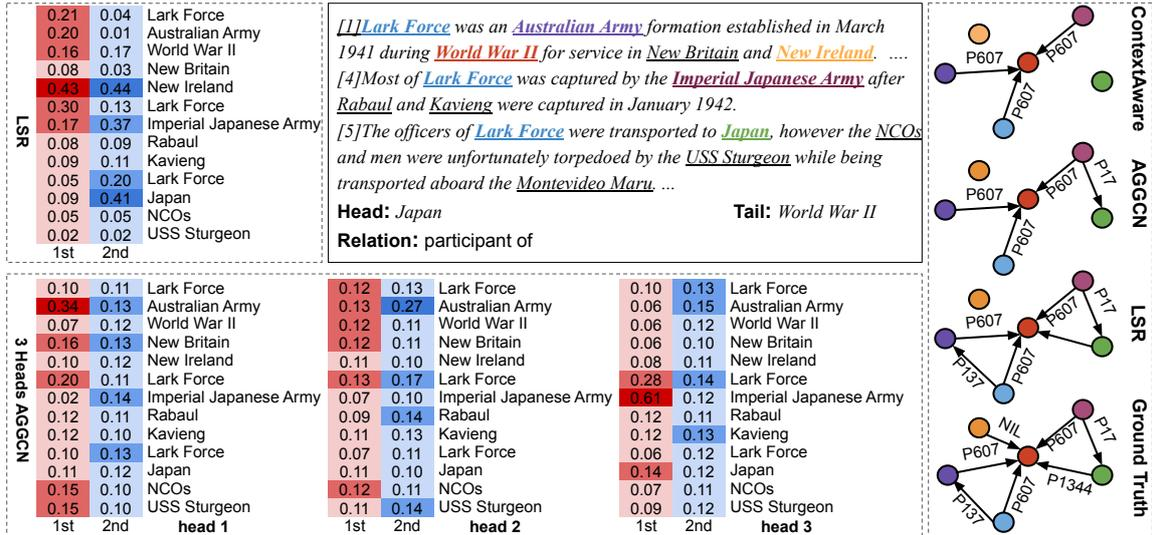 LSR
0.21 0.04 Lark Force
0.20 0.01 Australian Army
0.16 0.17 World War II
0.08 0.03 New Britain
0.43 0.44 New Ireland
0.30 0.13 Lark Force
0.17 0.37 Imperial Japanese Army
0.08 0.09 Rabaul
0.09 0.11 Kavieng
0.05 0.20 Lark Force
0.09 0.41 Japan
0.05 0.05 NCOs
0.02 0.02 USS Sturgeon
1st 2nd
[1]Lark Force was an Australian Army formation established in March
1941 during World War II for service in New Britain and New Ireland. ....
[4]Most of Lark Force was captured by the Imperial Japanese Army after
Rabaul and Kavieng were captured in January 1942.
[5]The officers of Lark Force were transported to Japan, however the NCOs
and men were unfortunately torpedoed by the USS Sturgeon while being
transported aboard the Montevideo Maru. ...
Head: Japan Tail: World War II
Relation: participant of
3 Heads AGGCN
0.10 0.11 Lark Force
0.34 0.13 Australian Army
0.07 0.12 World War II
0.16 0.13 New Britain
0.10 0.12 New Ireland
0.20 0.11 Lark Force
0.02 0.14 Imperial Japanese Army
0.12 0.11 Rabaul
0.12 0.10 Kavieng
0.10 0.13 Lark Force
0.11 0.12 Japan
0.15 0.10 NCOs
0.15 0.10 USS Sturgeon
1st 2nd head 1
0.12 0.13 Lark Force
0.13 0.27 Australian Army
0.12 0.11 World War II
0.12 0.11 New Britain
0.11 0.10 New Ireland
0.13 0.17 Lark Force
0.07 0.10 Imperial Japanese Army
0.09 0.14 Rabaul
0.11 0.13 Kavieng
0.07 0.11 Lark Force
0.11 0.10 Japan
0.12 0.11 NCOs
0.11 0.14 USS Sturgeon
1st 2nd head 2
0.10 0.13 Lark Force
0.06 0.15 Australian Army
0.06 0.12 World War II
0.06 0.10 New Britain
0.08 0.11 New Ireland
0.28 0.14 Lark Force
0.61 0.12 Imperial Japanese Army
0.12 0.11 Rabaul
0.12 0.13 Kavieng
0.06 0.12 Lark Force
0.14 0.12 Japan
0.07 0.11 NCOs
0.09 0.12 USS Sturgeon
1st 2nd head 3
ContextAware
P607
P607
P607
AGGCN
P607
P607
P17
P607
LSR
P607
P607
P17
P137
P607
Ground Truth
NIL
P607
P607
P17
P137
P607
P1344